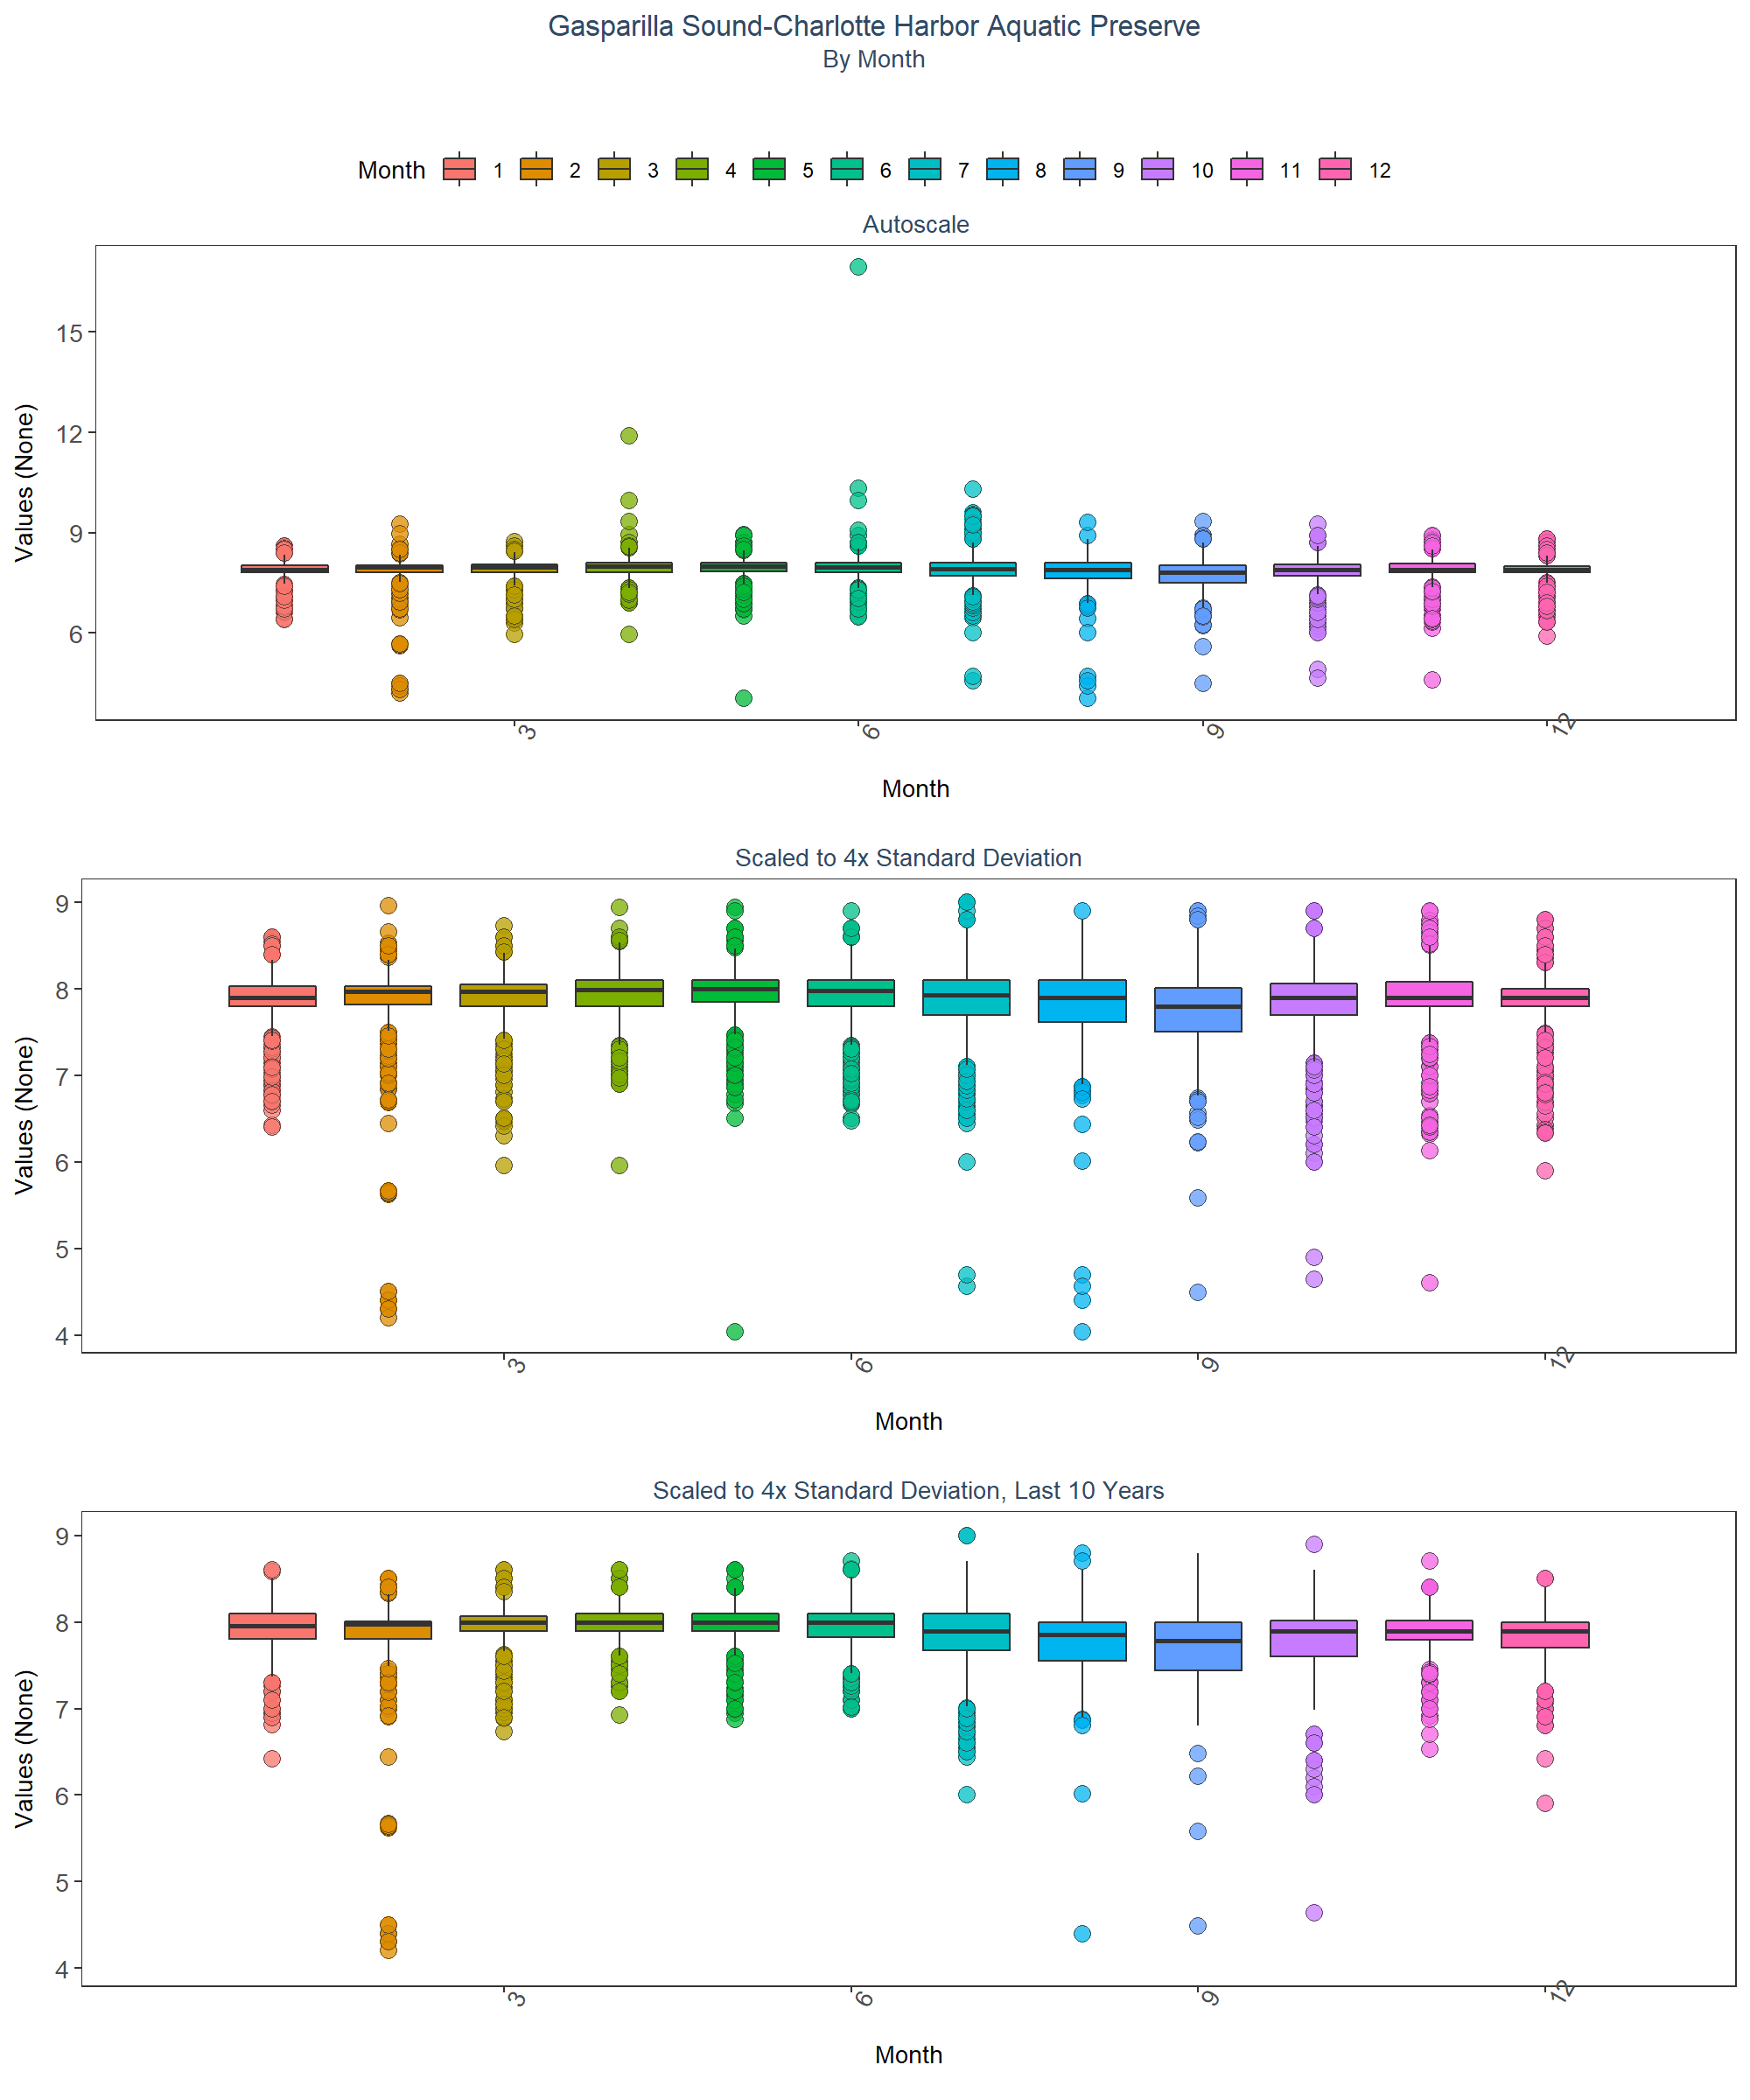 Gasparilla Sound-Charlotte Harbor Aquatic Preserve
By Month
Month 1 2 3 4 5 6 7 8 9 10 11 12
Autoscale
Values (None)
15
12
9
6
3 6 9 12
Month
Scaled to 4x Standard Deviation
Values (None)
9
8
7
6
5
4
3 6 9 12
Month
Scaled to 4x Standard Deviation, Last 10 Years
Values (None)
9
8
7
6
5
4
3 6 9 12
Month